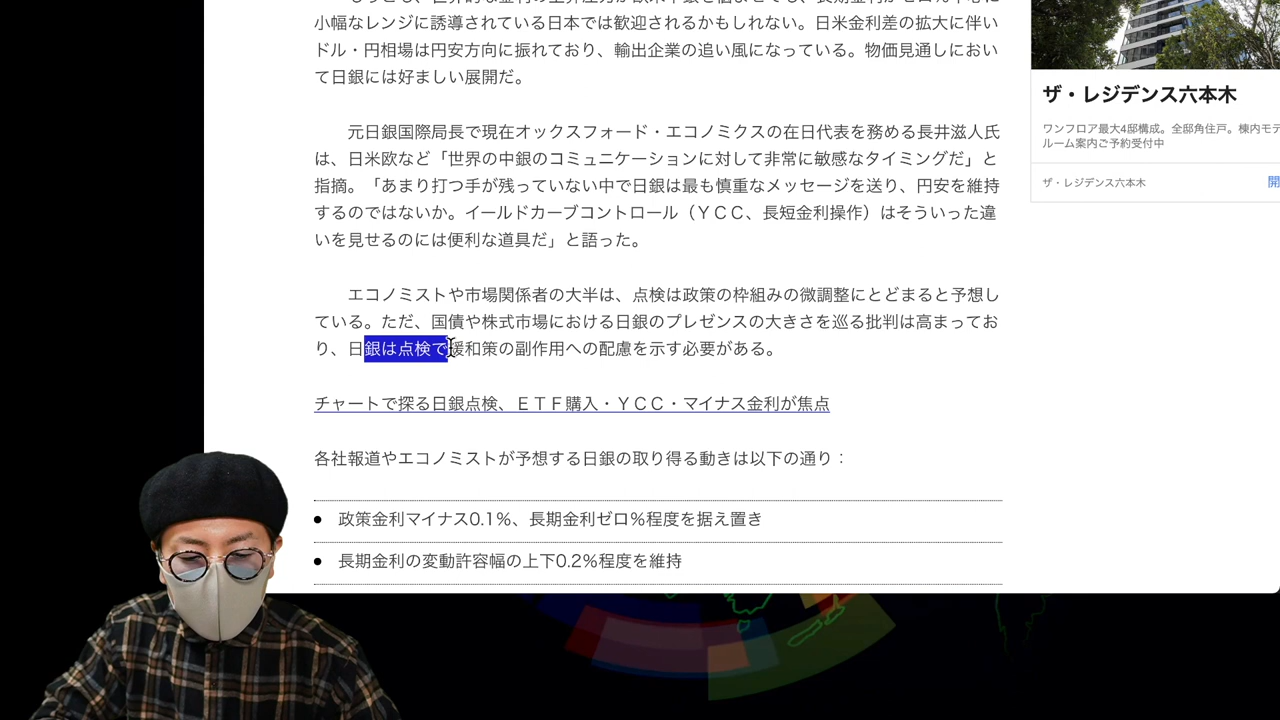 小幅なレンジに誘導されている日本では歓迎されるかもしれない。日米金利差の拡大に伴い
ドル・円相場は円安方向に振れており、輸出企業の追い風になっている。物価見通しにおい
て日銀には好ましい展開だ。
元日銀国際局長で現在オックスフォード・エコノミクスの在日代表を務める長井滋人氏
は、日米欧など「世界の中銀のコミュニケーションに対して非常に敏感なタイミングだ」と
指摘。「あまり打つ手が残っていない中で日銀は最も慎重なメッセージを送り、円安を維持
するのではないか。イールドカーブコントロール（ＹＣＣ、長短金利操作）はそういった違
いを見せるのには便利な道具だ」と語った。
エコノミストや市場関係者の大半は、点検は政策の枠組みの微調整にとどまると予想し
ている。ただ、国債や株式市場における日銀のプレゼンスの大きさを巡る批判は高まってお
り、日銀は点検で緩和策の副作用への配慮を示す必要がある。
チャートで探る日銀点検、ＥＴＦ購入・ＹＣＣ・マイナス金利が焦点
各社報道やエコノミストが予想する日銀の取り得る動きは以下の通り：
政策金利マイナス0.1％、長期金利ゼロ％程度を据え置き
長期金利の変動許容幅の上下0.2％程度を維持
ザ・レジデンス六本木
ワンフロア最大4邸構成。全邸角住戸。棟内モデ
ルーム案内ご予約受付中
ザ・レジデンス六本木
開